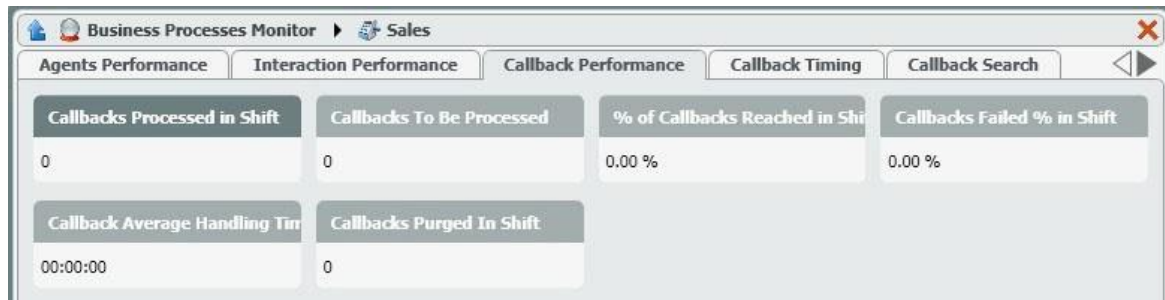 Business Processes Monitor Sales
Agents Performance Interaction Performance Callback Performance Callback Timing Callback Search
Callbacks Processed in Shift Callbacks To Be Processed % of Callbacks Reached in Shi Callbacks Failed % in Shift
0 0 0.00 % 0.00 %
Callback Average Handling Tim Callbacks Purged In Shift
00:00:00 0